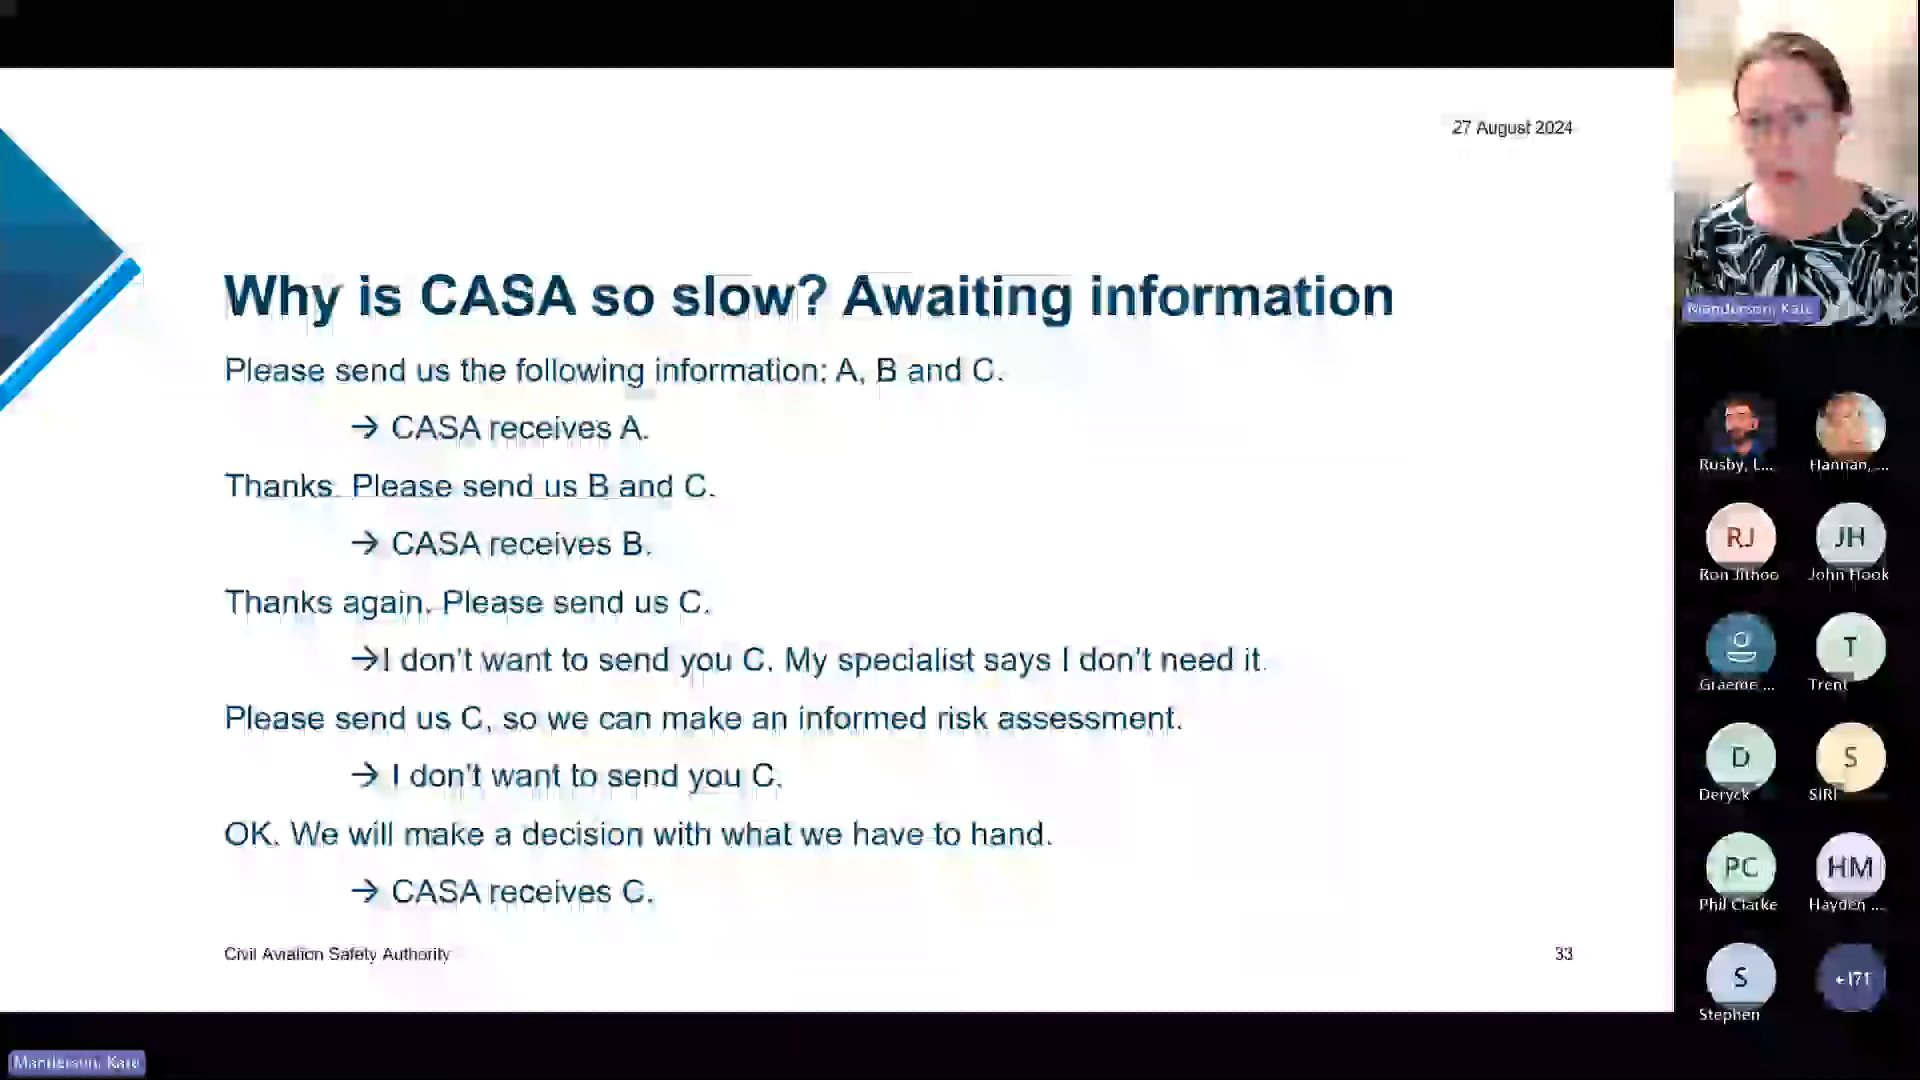 27 August 2024
Why is CASA so slow? Awaiting information
Please send us the following information: A, B and C.
→ CASA receives A.
Thanks. Please send us B and C.
→ CASA receives B.
Thanks again. Please send us C.
→I don't want to send you C. My specialist says I don't need it.
Please send us C, so we can make an informed risk assessment.
→ I don't want to send you C.
OK. We will make a decision with what we have to hand.
→ CASA receives C.
Civil Aviation Safety Authority
33
Manderson, Kate
Rusby, L...
Hannan, ...
RJ
JH
Ron Jithoo
John Hook
Graeme ...
T
Trent
D
S
Deryck
SIRI
PC
HM
Phil Clarke
Hayden ...
S
+171
Stephen
Manderson, Kate